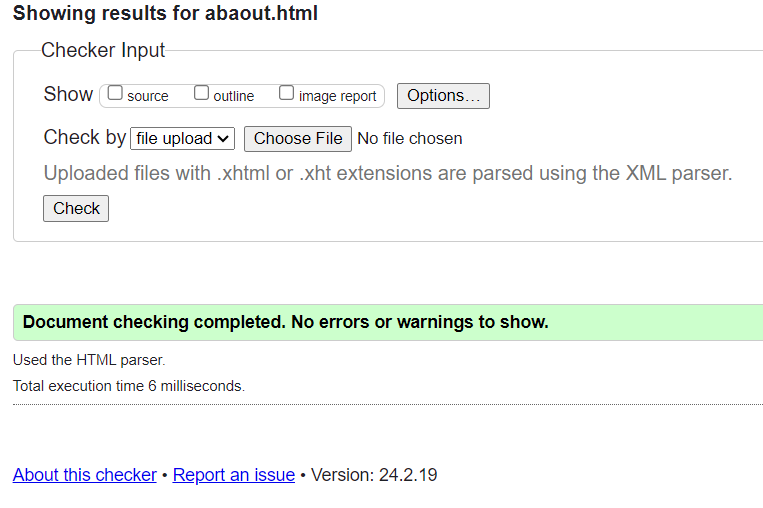 Showing results for abaout.html
Checker Input
Show source outline image report Options...
Check by file upload Choose File No file chosen
Uploaded files with .xhtml or .xht extensions are parsed using the XML parser.
Check
Document checking completed. No errors or warnings to show.
Used the HTML parser.
Total execution time 6 milliseconds.
About this checker • Report an issue • Version: 24.2.19